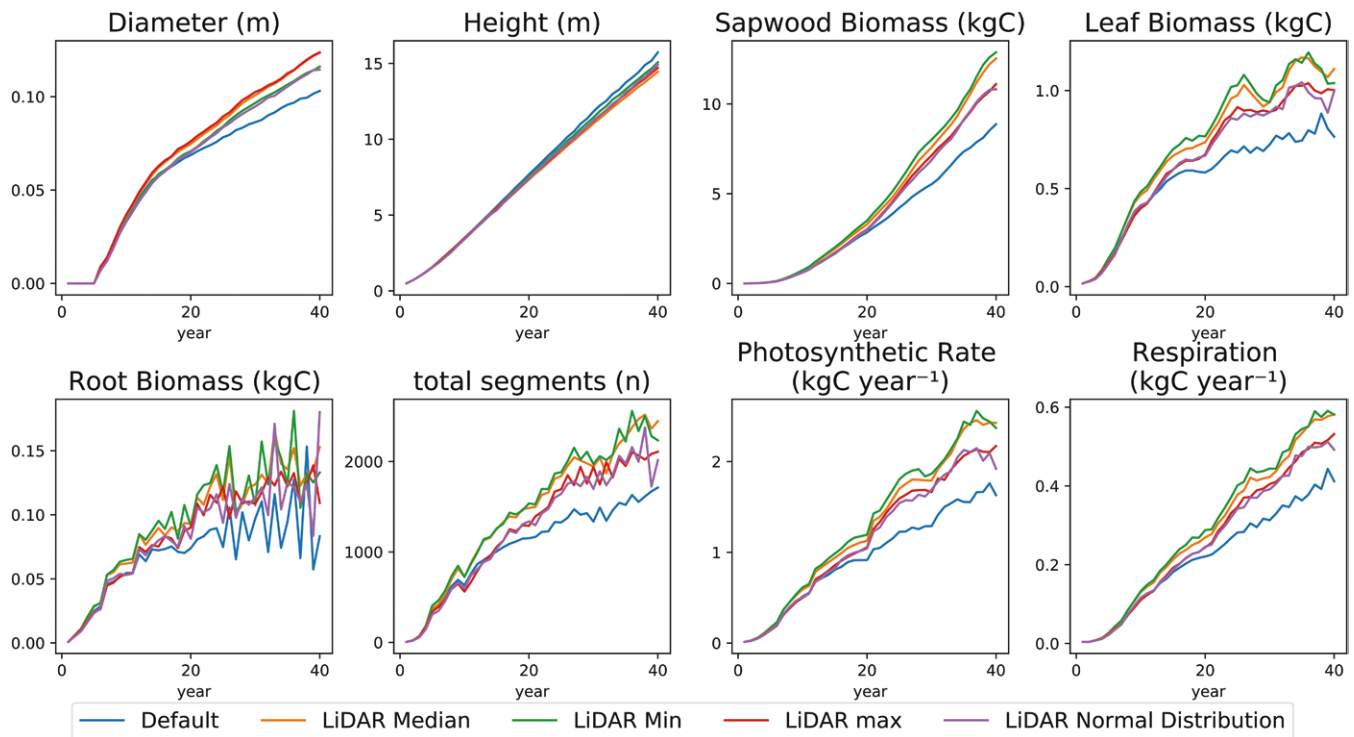 Diameter (m)
Height (m)
Sapwood Biomass (kgC)
Leaf Biomass (kgC)
0.10
0.05
0.00
0
20
40
year
15
10
5
0
0
20
40
year
10
5
0
0
20
40
year
1.0
0.5
0.0
0
20
40
year
Root Biomass (kgC)
total segments (n)
Photosynthetic Rate
(kgC year⁻¹)
Respiration
(kgC year⁻¹)
0.15
0.10
0.05
0.00
0
20
40
year
2000
1000
0
0
20
40
year
2
1
0
0
20
40
year
0.6
0.4
0.2
0.0
0
20
40
year
Default
LiDAR Median
LiDAR Min
LiDAR max
LiDAR Normal Distribution